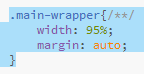 .main-wrapper{/**/
    width: 95%;
    margin: auto;
}